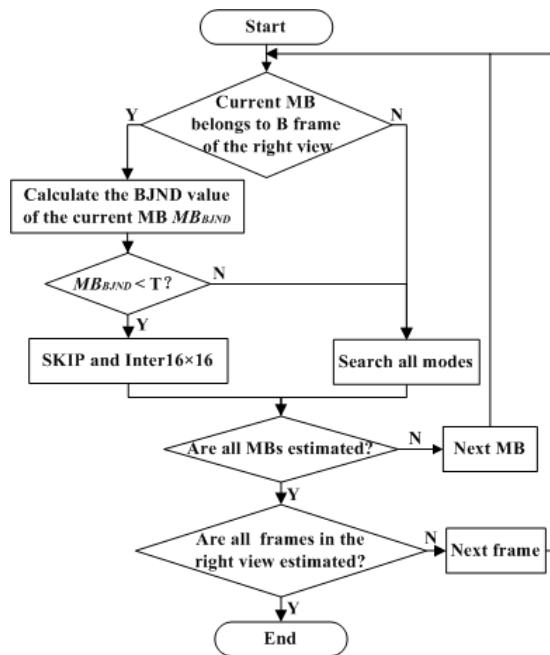 Start
Current MB
belongs to B frame
of the right view
Y
N
Calculate the BJND value
of the current MB MB_BJND
MB_BJND < T?
N
Y
SKIP and Inter16×16
Search all modes
Are all MBs estimated?
N
Next MB
Y
Are all frames in the
right view estimated?
N
Next frame
Y
End